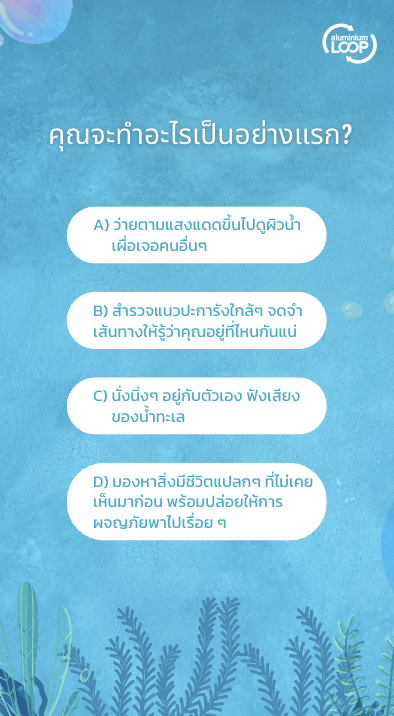 aluminium
LOOP
คุณจะทำอะไรเป็นอย่างแรก?
A) ว่ายตามแสงแดดขึ้นไปดูผิวน้ำ
เผื่อเจอคนอื่นๆ
B) สำรวจแนวปะการังใกล้ๆ จดจำ
เส้นทางให้รู้ว่าคุณอยู่ที่ไหนกันแน่
C) นั่งนิ่งๆ อยู่กับตัวเอง ฟังเสียง
ของน้ำทะเล
D) มองหาสิ่งมีชีวิตแปลกๆ ที่ไม่เคย
เห็นมาก่อน พร้อมปล่อยให้การ
ผจญภัยพาไปเรื่อย ๆ